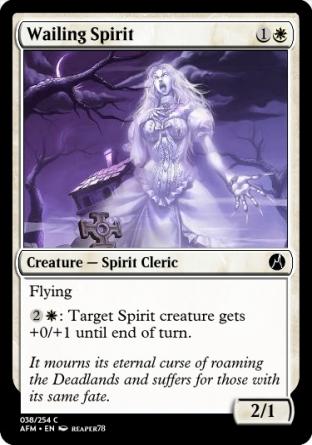 Wailing Spirit 1
Creature — Spirit Cleric
Flying
2 : Target Spirit creature gets
+0/+1 until end of turn.
It mourns its eternal curse of roaming
the Deadlands and suffers for those with
its same fate.
038/254 C
AFM • EN REAPER78
2/1